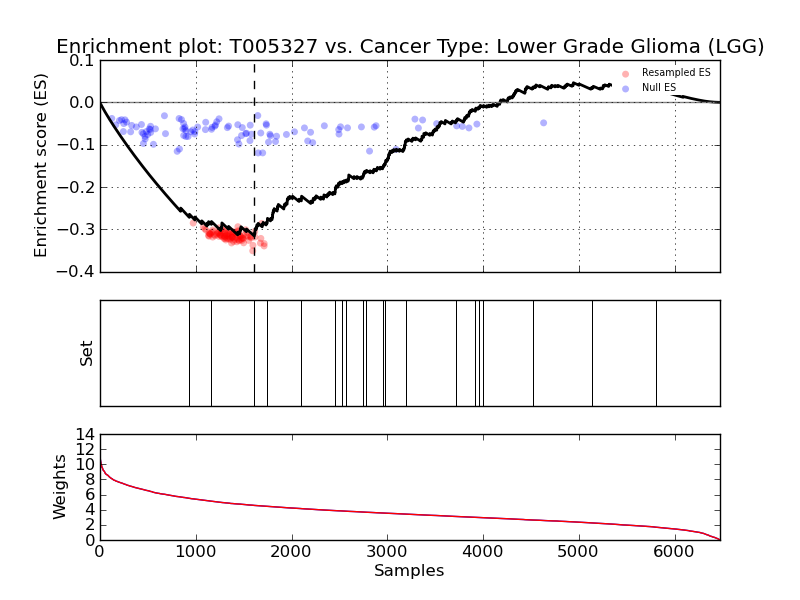 Enrichment plot: T005327 vs. Cancer Type: Lower Grade Glioma (LGG)
0.1
0.0
−0.1
−0.2
−0.3
−0.4
Enrichment score (ES)
Resampled ES
Null ES
Set
14
12
10
8
6
4
2
0
Weights
0 1000 2000 3000 4000 5000 6000
Samples